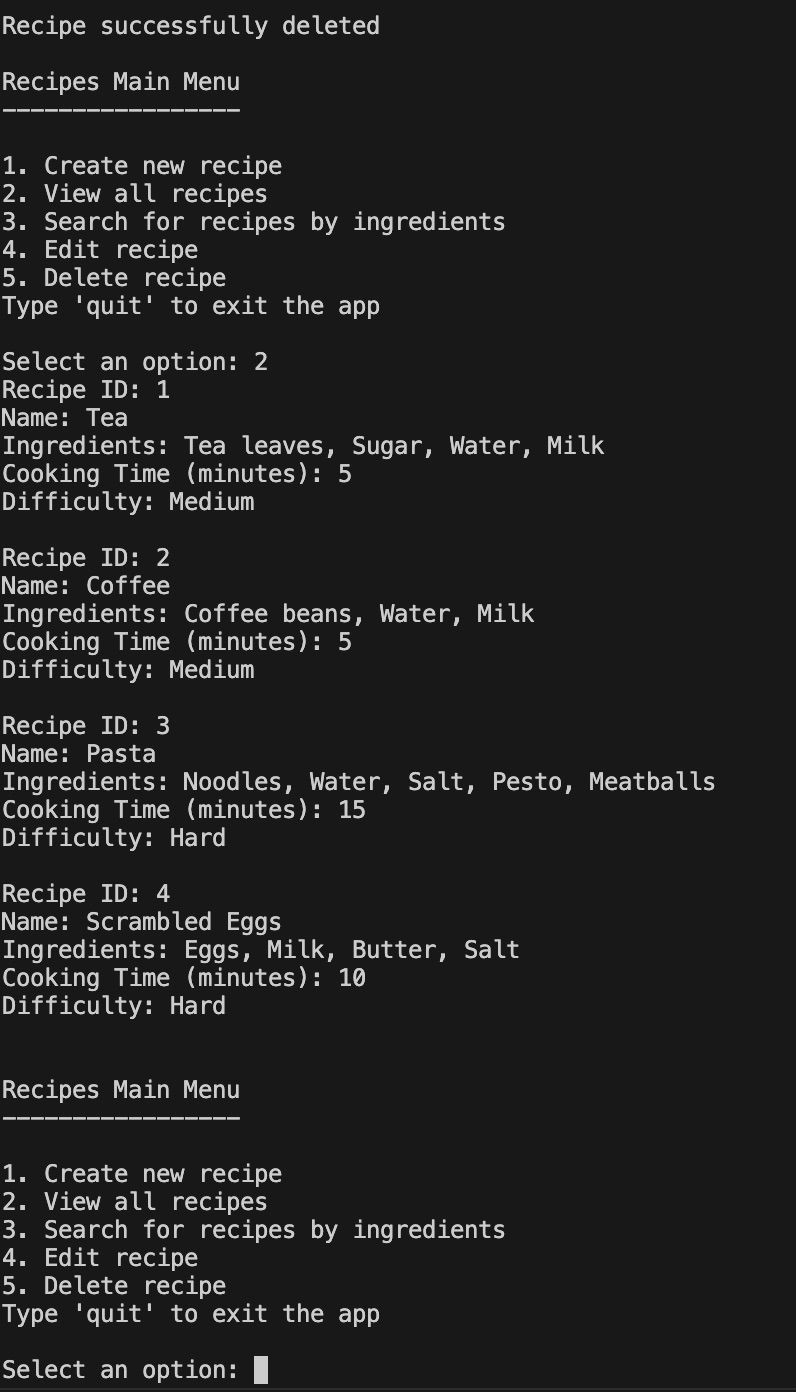 Recipe successfully deleted
Recipes Main Menu
-----------------
1. Create new recipe
2. View all recipes
3. Search for recipes by ingredients
4. Edit recipe
5. Delete recipe
Type 'quit' to exit the app
Select an option: 2
Recipe ID: 1
Name: Tea
Ingredients: Tea leaves, Sugar, Water, Milk
Cooking Time (minutes): 5
Difficulty: Medium
Recipe ID: 2
Name: Coffee
Ingredients: Coffee beans, Water, Milk
Cooking Time (minutes): 5
Difficulty: Medium
Recipe ID: 3
Name: Pasta
Ingredients: Noodles, Water, Salt, Pesto, Meatballs
Cooking Time (minutes): 15
Difficulty: Hard
Recipe ID: 4
Name: Scrambled Eggs
Ingredients: Eggs, Milk, Butter, Salt
Cooking Time (minutes): 10
Difficulty: Hard
Recipes Main Menu
-----------------
1. Create new recipe
2. View all recipes
3. Search for recipes by ingredients
4. Edit recipe
5. Delete recipe
Type 'quit' to exit the app
Select an option: